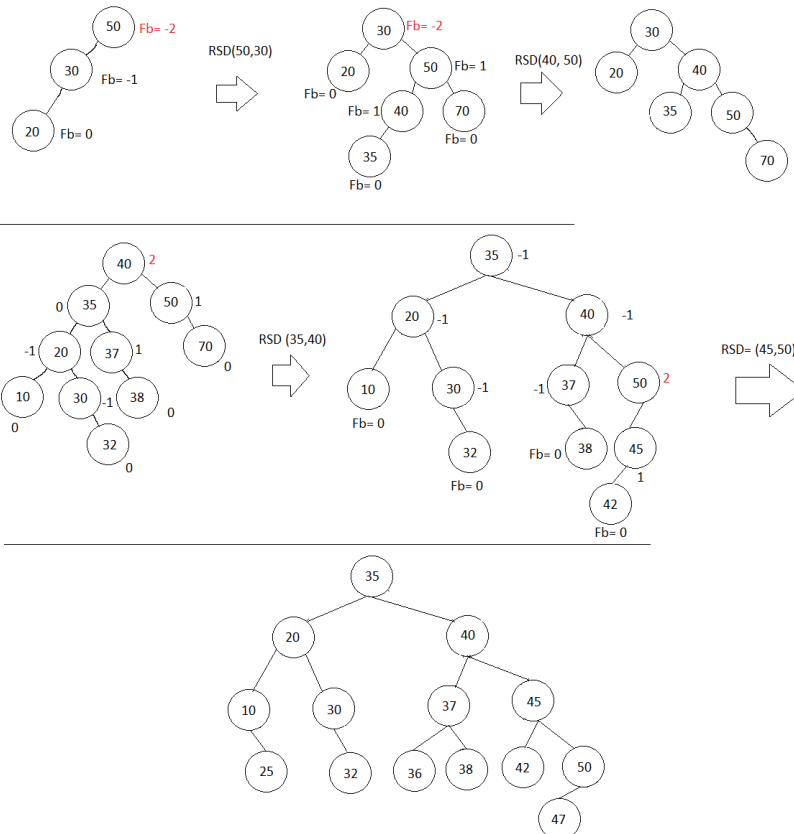 50 Fb= -2
30 Fb= -1
20 Fb= 0
RSD(50,30)
30 Fb= -2
20 50 Fb= 1
Fb= 0
Fb= 1 40 70
Fb= 0
35
Fb= 0
RSD(40, 50)
30
20 40
35 50
70
40 2
0 35 50 1
-1 20 37 1 70
0
10 30 -1 38
0 0
32
0
RSD (35,40)
35 -1
20 -1 40 -1
10 30 -1 -1 37 50 2
Fb= 0
32 Fb= 0 38 45
Fb= 0 1
42
Fb= 0
RSD= (45,50)
35
20 40
10 30 37 45
25 32 36 38 42 50
47